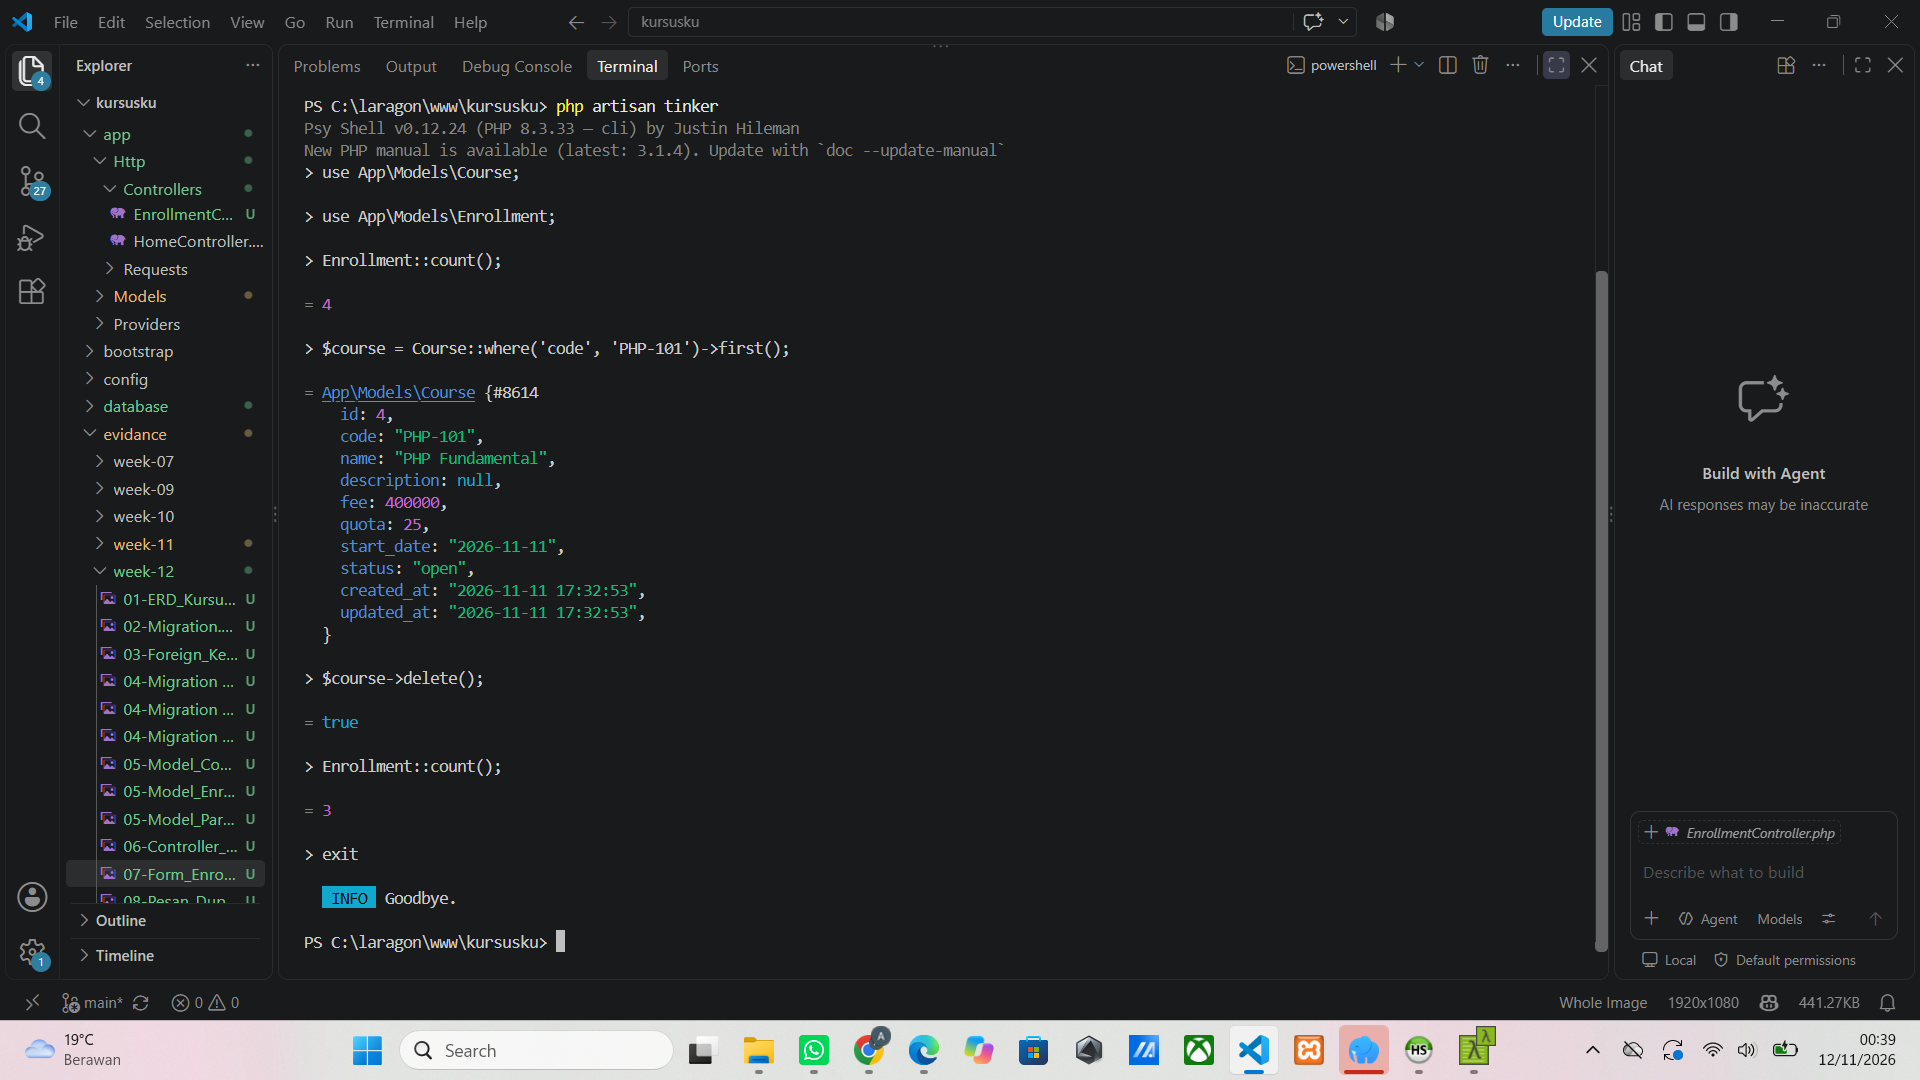 File Edit Selection View Go Run Terminal Help
kursusku
Update
Explorer
4
27
kursusku
app
Http
Controllers
EnrollmentC... U
HomeController....
Requests
Models
Providers
bootstrap
config
database
evidance
week-07
week-09
week-10
week-11
week-12
01-ERD_Kursu... U
02-Migration.... U
03-Foreign_Ke... U
04-Migration ... U
04-Migration ... U
04-Migration ... U
05-Model_Co... U
05-Model_Enr... U
05-Model_Par... U
06-Controller_... U
07-Form_Enro... U
08-Pesan_Dup... U
Outline
Timeline
1
Problems Output Debug Console Terminal Ports
powershell
PS C:\laragon\www\kursusku> php artisan tinker
Psy Shell v0.12.24 (PHP 8.3.33 — cli) by Justin Hileman
New PHP manual is available (latest: 3.1.4). Update with `doc --update-manual`
> use App\Models\Course;
> use App\Models\Enrollment;
> Enrollment::count();
= 4
> $course = Course::where('code', 'PHP-101')->first();
= App\Models\Course {#8614
id: 4,
code: "PHP-101",
name: "PHP Fundamental",
description: null,
fee: 400000,
quota: 25,
start_date: "2026-11-11",
status: "open",
created_at: "2026-11-11 17:32:53",
updated_at: "2026-11-11 17:32:53",
}
> $course->delete();
= true
> Enrollment::count();
= 3
> exit
INFO Goodbye.
PS C:\laragon\www\kursusku>
Chat
Build with Agent
AI responses may be inaccurate
EnrollmentController.php
Describe what to build
Agent Models
Local Default permissions
main* 0 0
Whole Image 1920x1080 441.27KB
19°C
Berawan
Search
A
HS
00:39
12/11/2026